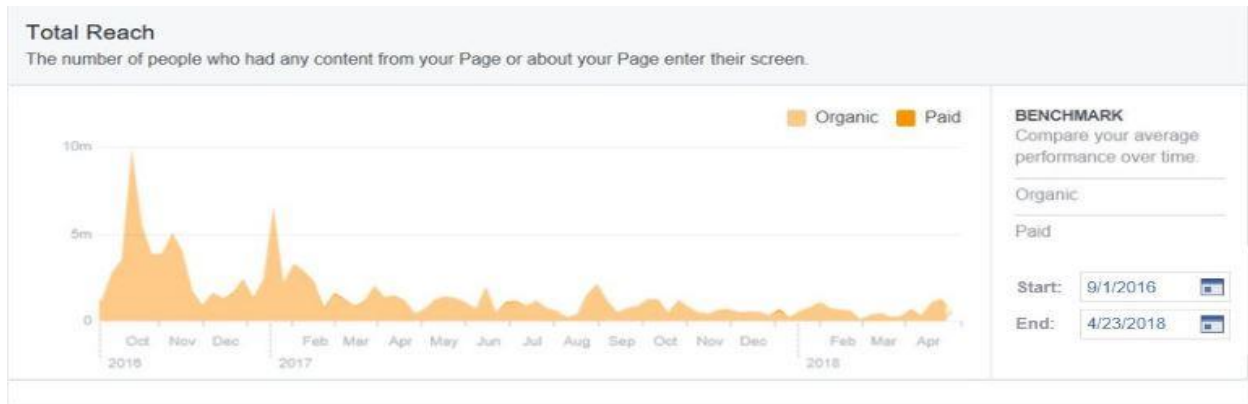 Total Reach
The number of people who had any content from your Page or about your Page enter their screen.
Organic Paid
10m
5m
0
Oct Nov Dec Feb Mar Apr May Jun Jul Aug Sep Oct Nov Dec Feb Mar Apr
2016 2017 2018
BENCHMARK
Compare your average
performance over time.
Organic
Paid
Start: 9/1/2016
End: 4/23/2018